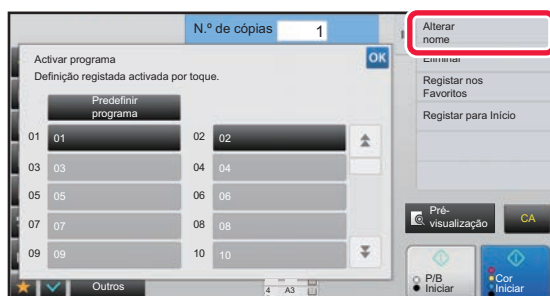 N.º de cópias
1
Activar programa
OK
Definição registada activada por toque.
Predefinir
programa
01 01
02 02
03 03
04 04
05 05
06 06
07 07
08 08
09 09
10 10
Outros
4 A3
Alterar
nome
Eliminar
Registar nos
Favoritos
Registar para Início
Pré-
visualização
CA
P/B
Iniciar
Cor
Iniciar